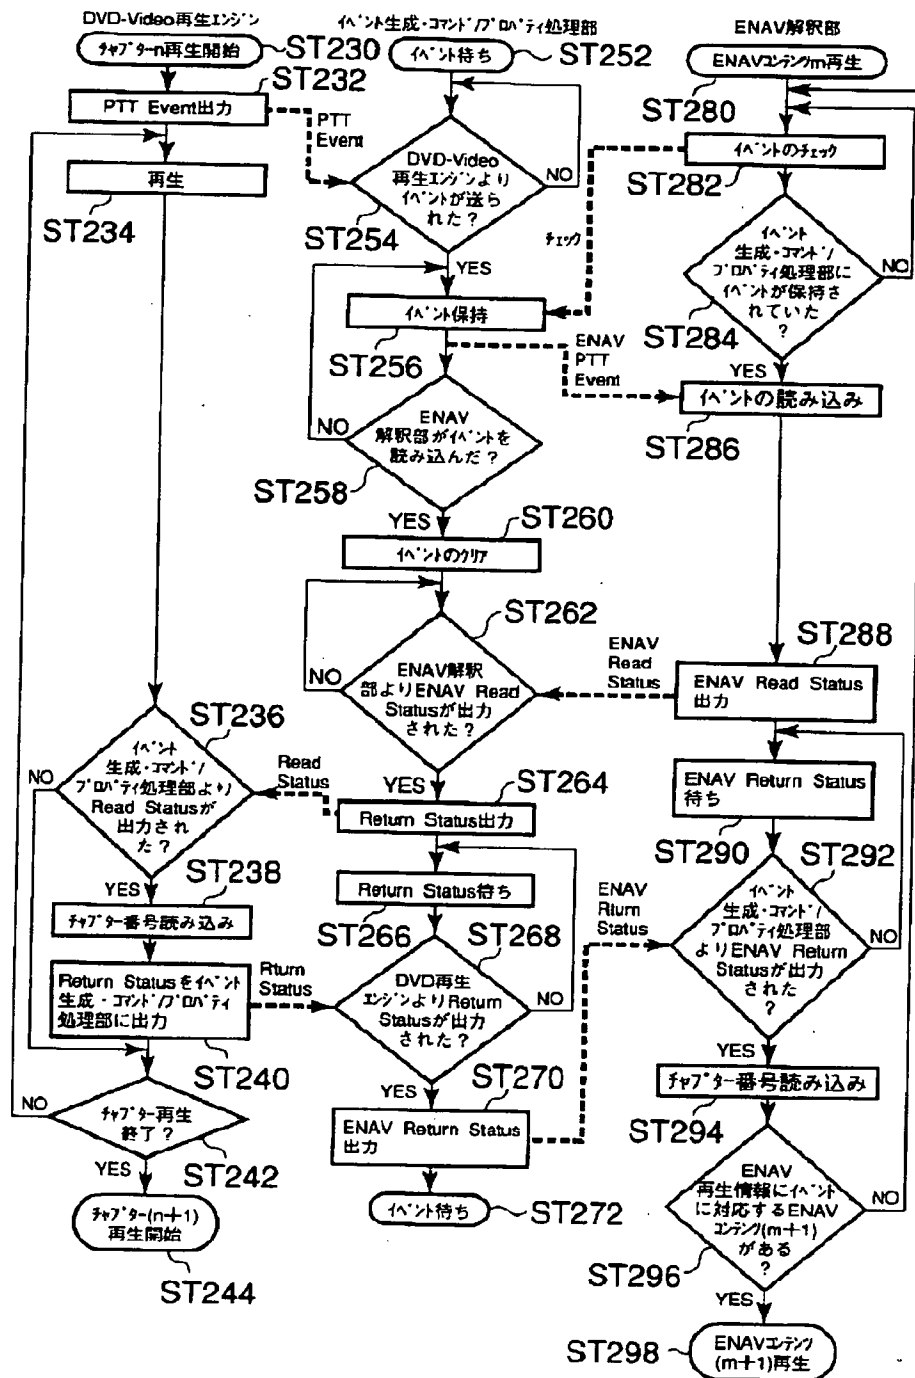 DVD-Video再生エンジン
チャプターn再生開始
ST230
ST232
PTT Event出力
PTT
Event
再生
ST234
ST236
イベント
生成・コマンド/
プロパティ処理部より
Read Statusが
出力され
た?
NO
YES
ST238
チャプター番号読み込み
Return Statusをイベント
生成・コマンド/プロパティ
処理部に出力
Rturn
Status
ST240
NO
チャプター再生
終了?
ST242
YES
チャプター(n+1)
再生開始
ST244
イベント生成・コマンド/プロパティ処理部
イベント待ち
ST252
DVD-Video
再生エンジンより
イベントが送ら
れた?
NO
ST254
YES
チェック
イベント保持
ST256
ENAV
PTT
Event
NO
ENAV
解釈部がイベントを
読み込んだ?
ST258
YES
ST260
イベントのクリア
ST262
NO
ENAV解釈
部よりENAV Read
Statusが出力
された?
ENAV
Read
Status
YES
ST264
Read
Status
Return Status出力
Return Status待ち
ST266
ST268
DVD再生
エンジンよりReturn
Statusが出力
された?
NO
ENAV
Rturn
Status
YES
ST270
ENAV Return Status
出力
イベント待ち
ST272
ENAV解釈部
ENAVコンテンツm再生
ST280
イベントのチェック
ST282
イベント
生成・コマンド/
プロパティ処理部に
イベントが保持さ
れていた
?
NO
ST284
YES
イベントの読み込み
ST286
ST288
ENAV Read Status
出力
ENAV Return Status
待ち
ST290
ST292
イベント
生成・コマンド/
プロパティ処理部
よりENAV Return
Statusが出力
された
?
NO
YES
チャプター番号読み込み
ST294
ENAV
再生情報にイベント
に対応するENAV
コンテンツ(m+1)
がある
?
NO
ST296
YES
ST298
ENAVコンテンツ
(m+1)再生